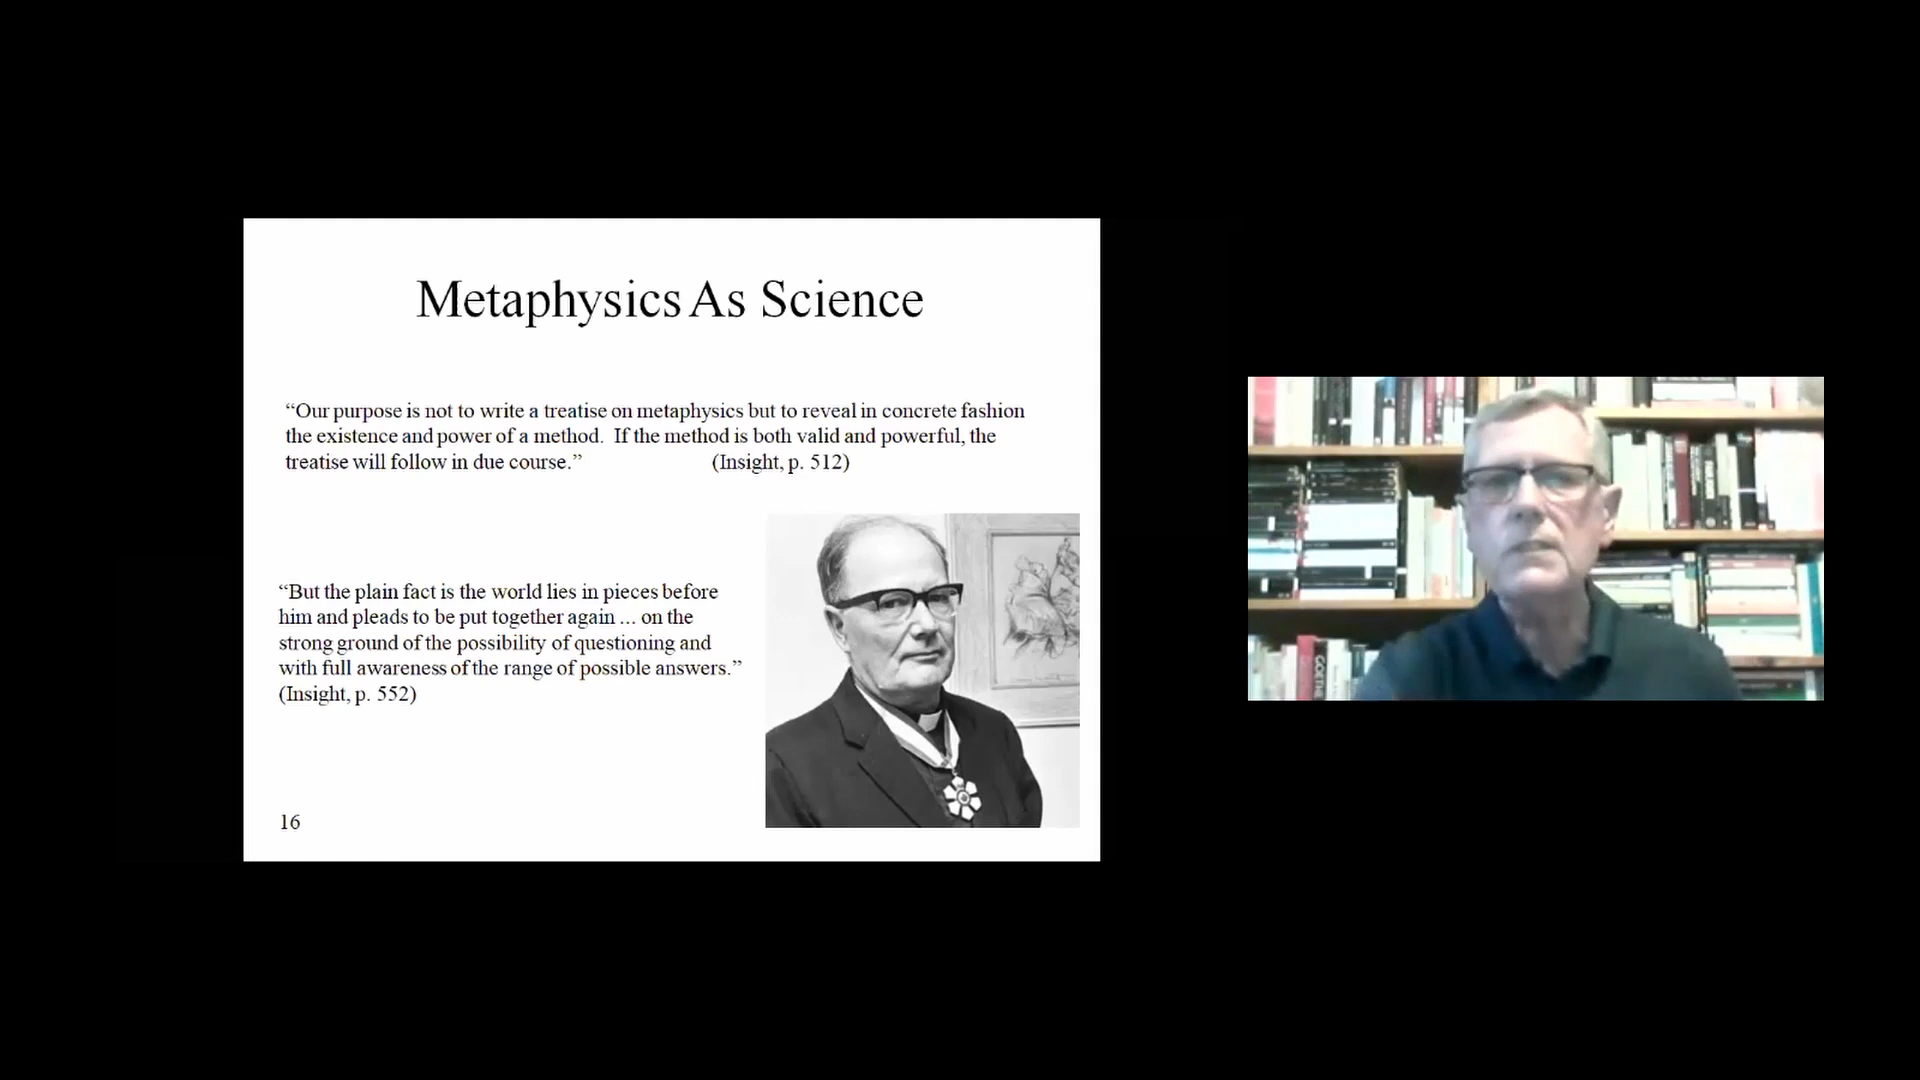 Metaphysics As Science
“Our purpose is not to write a treatise on metaphysics but to reveal in concrete fashion
the existence and power of a method.  If the method is both valid and powerful, the
treatise will follow in due course.” (Insight, p. 512)
“But the plain fact is the world lies in pieces before
him and pleads to be put together again ... on the
strong ground of the possibility of questioning and
with full awareness of the range of possible answers.”
(Insight, p. 552)
16